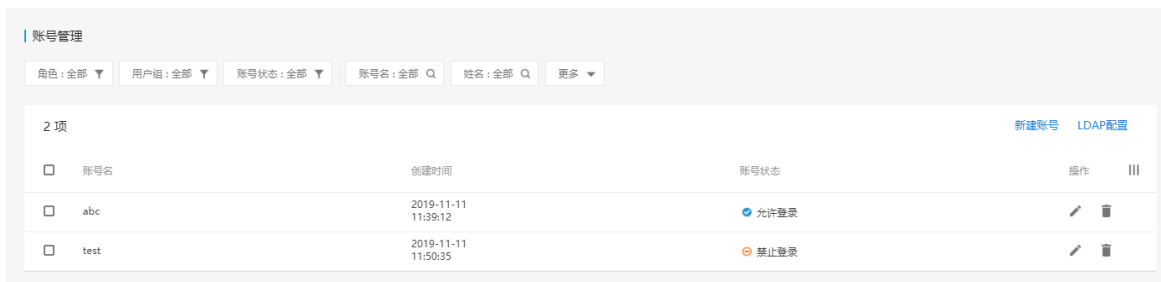 账号管理
角色 : 全部 用户组 : 全部 账号状态 : 全部 账号名 : 全部 姓名 : 全部 更多
2 项 新建账号 LDAP配置
账号名 创建时间 账号状态 操作
abc 2019-11-11 11:39:12 允许登录
test 2019-11-11 11:50:35 禁止登录